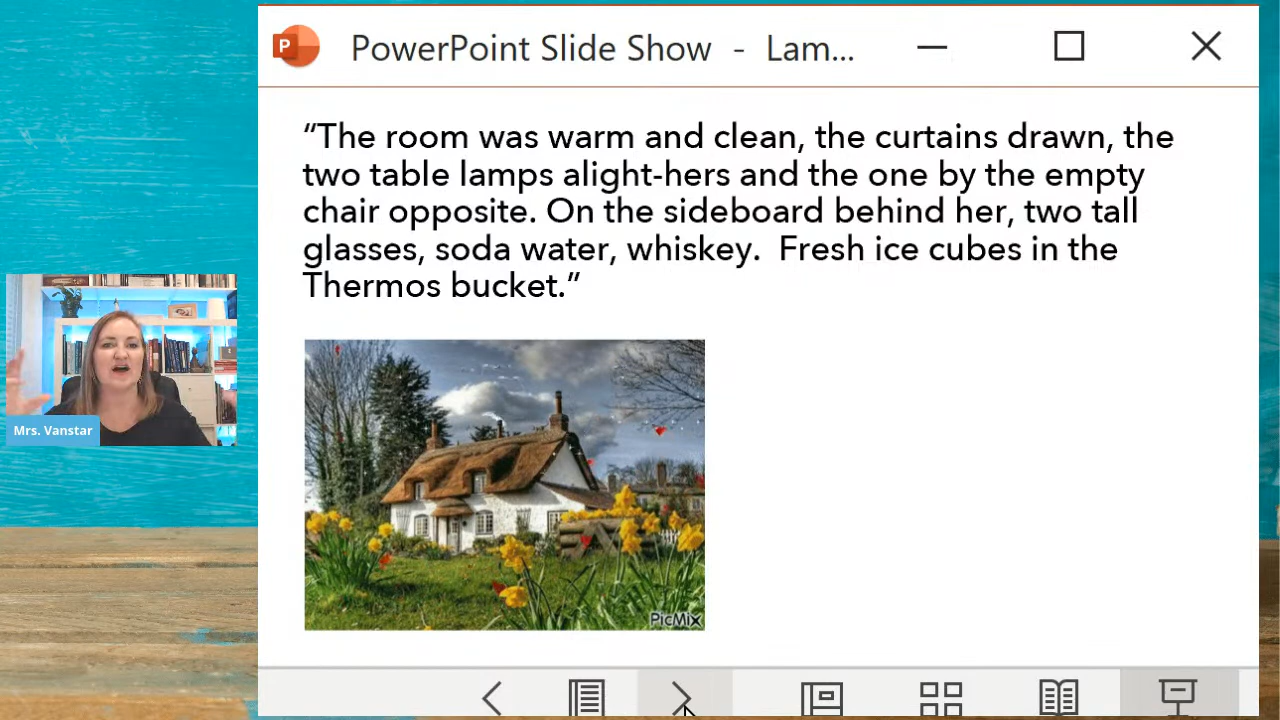 P
PowerPoint Slide Show - Lam...
“The room was warm and clean, the curtains drawn, the
two table lamps alight-hers and the one by the empty
chair opposite. On the sideboard behind her, two tall
glasses, soda water, whiskey.  Fresh ice cubes in the
Thermos bucket.”
Mrs. Vanstar
PicMix